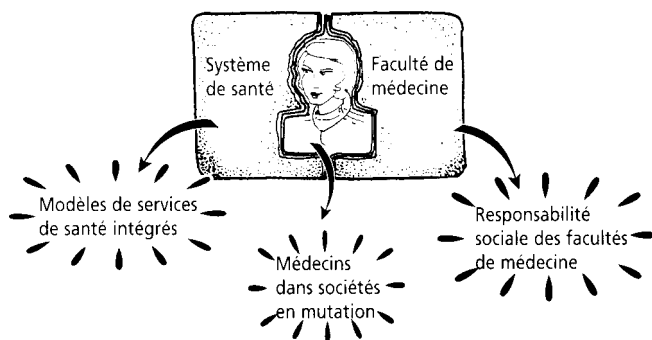 Système
de santé
Faculté de
médecine
Modèles de services
de santé intégrés
Médecins
dans sociétés
en mutation
Responsabilité
sociale des facultés
de médecine